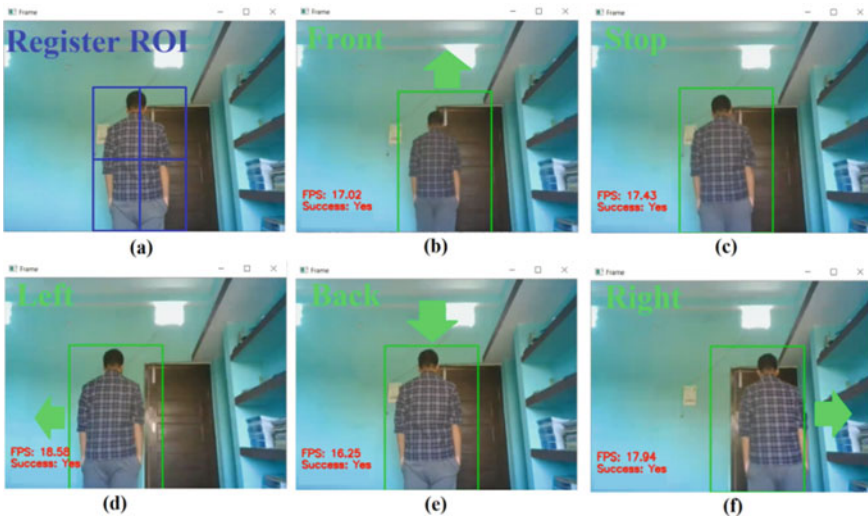 Frame
Register ROI
(a)
Frame
Front
FPS: 17.02
Success: Yes
(b)
Frame
Stop
FPS: 17.43
Success: Yes
(c)
Frame
Left
FPS: 18.58
Success: Yes
(d)
Frame
Back
FPS: 16.25
Success: Yes
(e)
Frame
Right
FPS: 17.94
Success: Yes
(f)